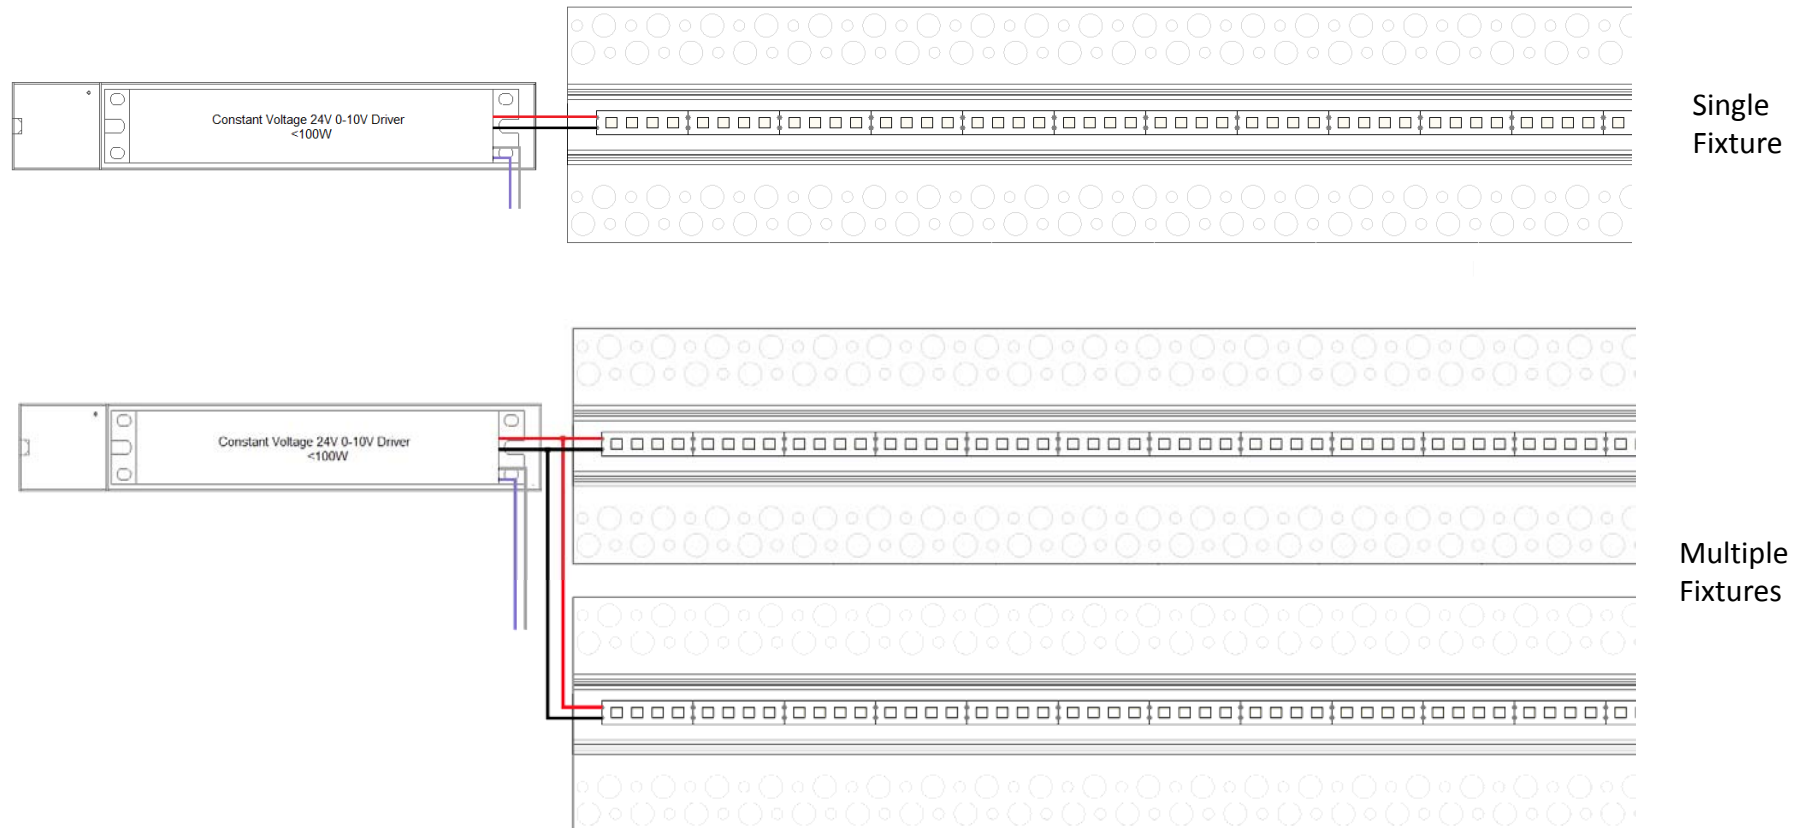 Constant Voltage 24V 0-10V Driver
<100W
Single
Fixture
Constant Voltage 24V 0-10V Driver
<100W
Multiple
Fixtures